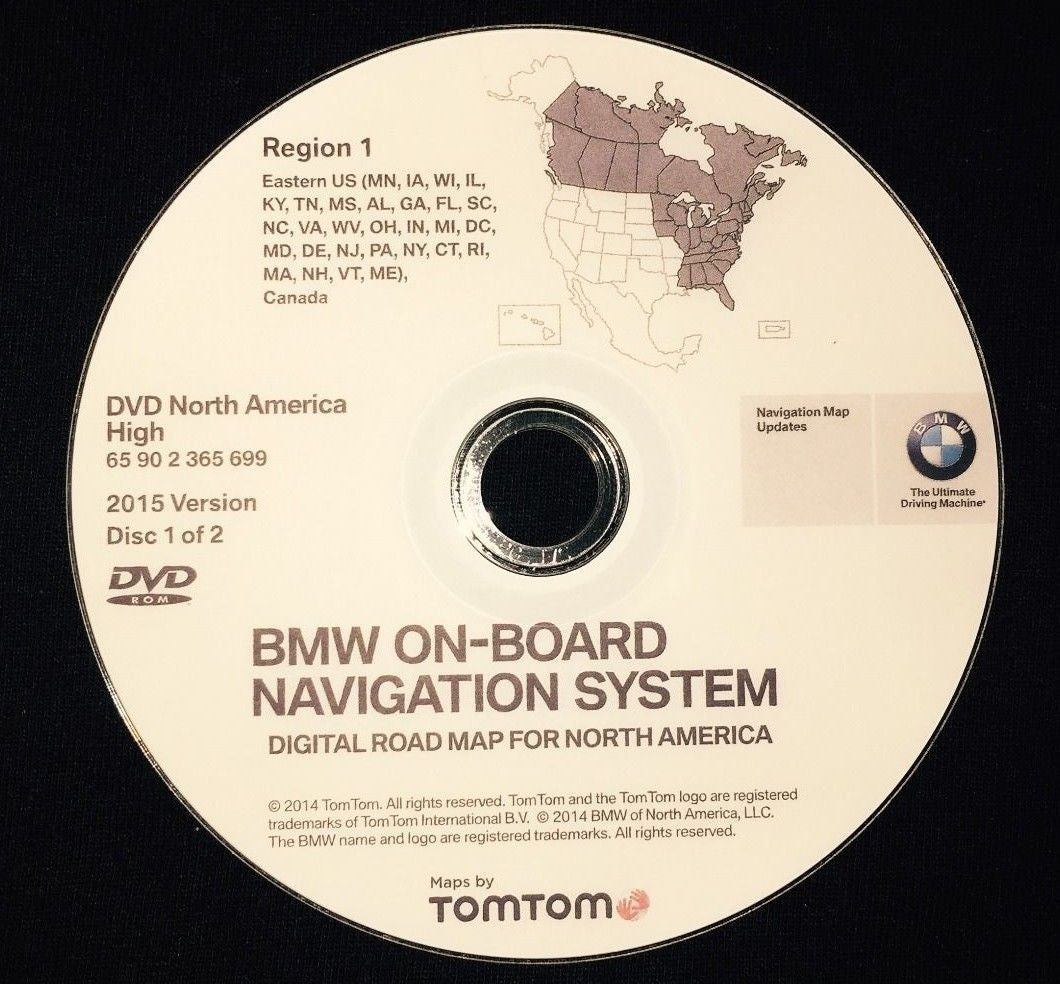 Region 1
Eastern US (MN, IA, WI, IL,
KY, TN, MS, AL, GA, FL, SC,
NC, VA, WV, OH, IN, MI, DC,
MD, DE, NJ, PA, NY, CT, RI,
MA, NH, VT, ME),
Canada
DVD North America
High
65 90 2 365 699
2015 Version
Disc 1 of 2
DVD
ROM
Navigation Map
Updates
BMW
The Ultimate
Driving Machine®
BMW ON-BOARD
NAVIGATION SYSTEM
DIGITAL ROAD MAP FOR NORTH AMERICA
© 2014 TomTom. All rights reserved. TomTom and the TomTom logo are registered
trademarks of TomTom International B.V. © 2014 BMW of North America, LLC.
The BMW name and logo are registered trademarks. All rights reserved.
Maps by
TOMTOM